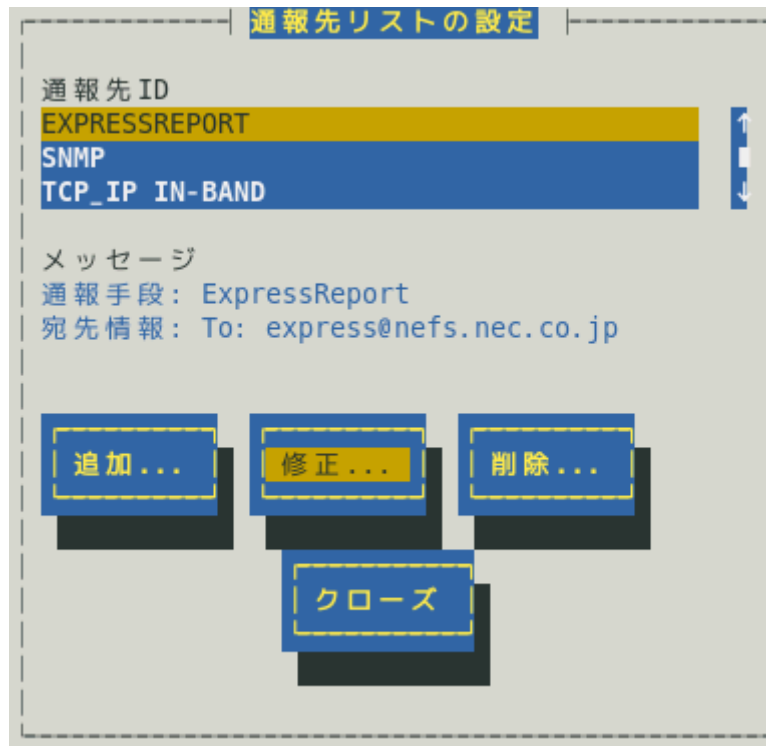 通報先リストの設定
通報先ID
EXPRESSREPORT
SNMP
TCP_IP IN-BAND
メッセージ
通報手段: ExpressReport
宛先情報: To: express@nefs.nec.co.jp
追加... 修正... 削除...
クローズ